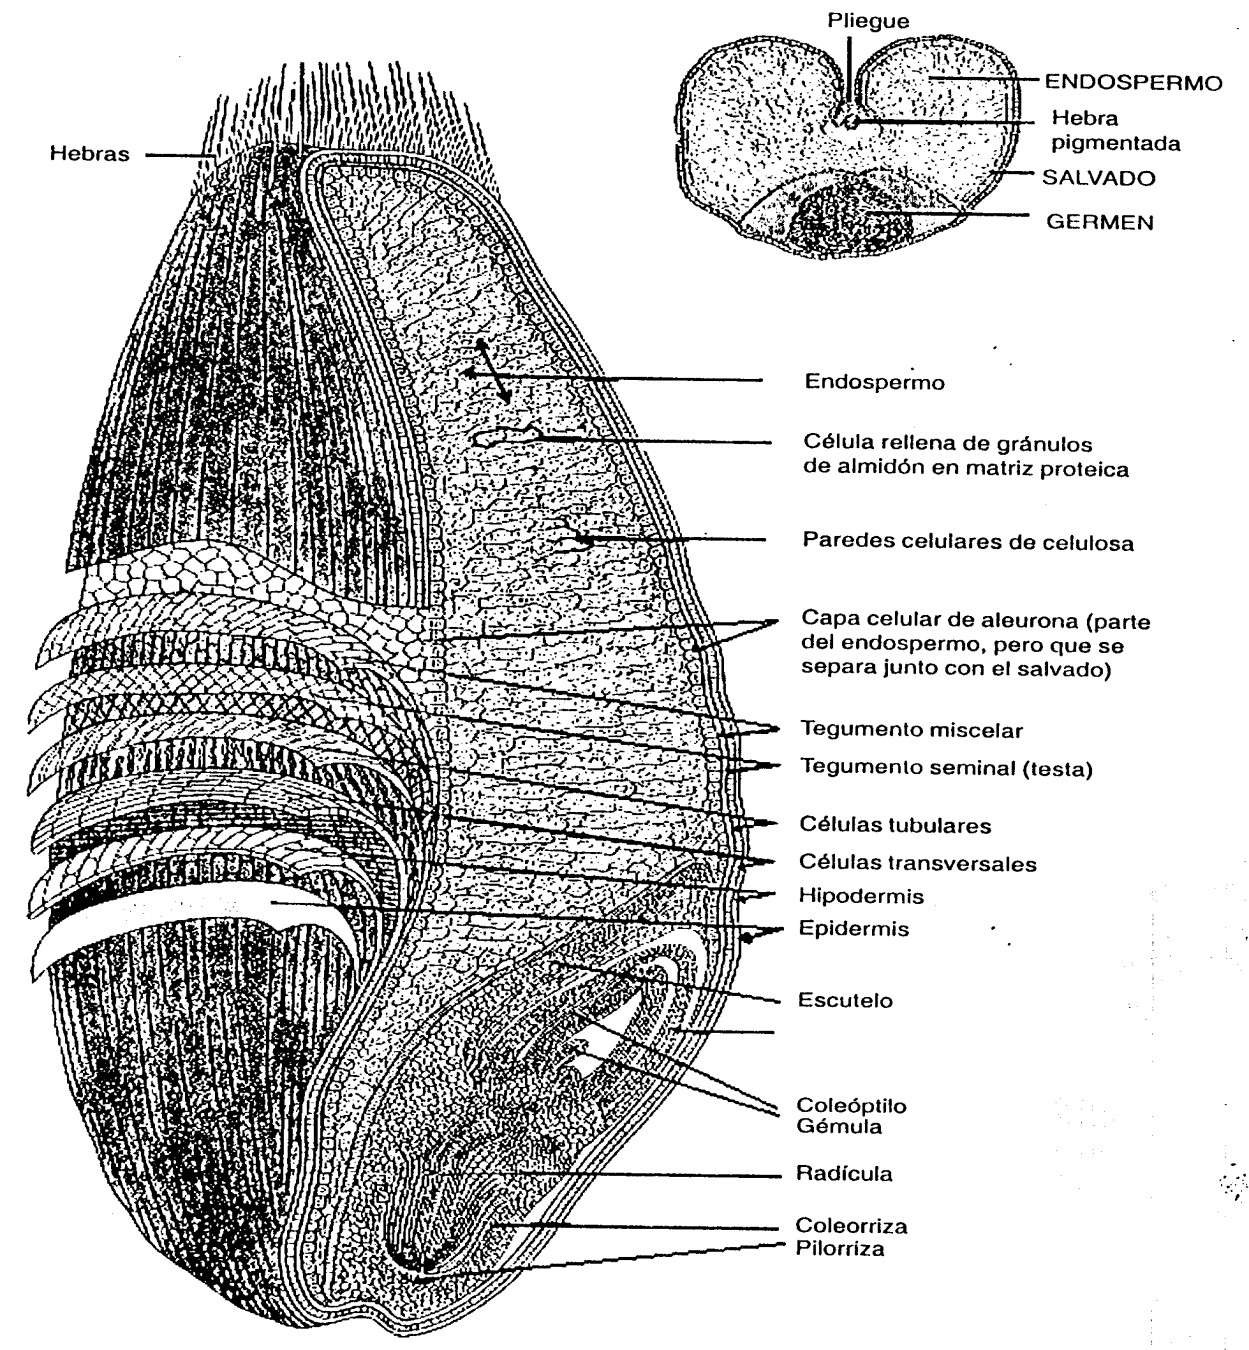 Pliegue
ENDOSPERMO
Hebra
pigmentada
SALVADO
GERMEN
Hebras
Endospermo
Célula rellena de gránulos
de almidón en matriz proteica
Paredes celulares de celulosa
Capa celular de aleurona (parte
del endospermo, pero que se
separa junto con el salvado)
Tegumento miscelar
Tegumento seminal (testa)
Células tubulares
Células transversales
Hipodermis
Epidermis
Escutelo
Coleóptilo
Gémula
Radícula
Coleorriza
Pilorriza